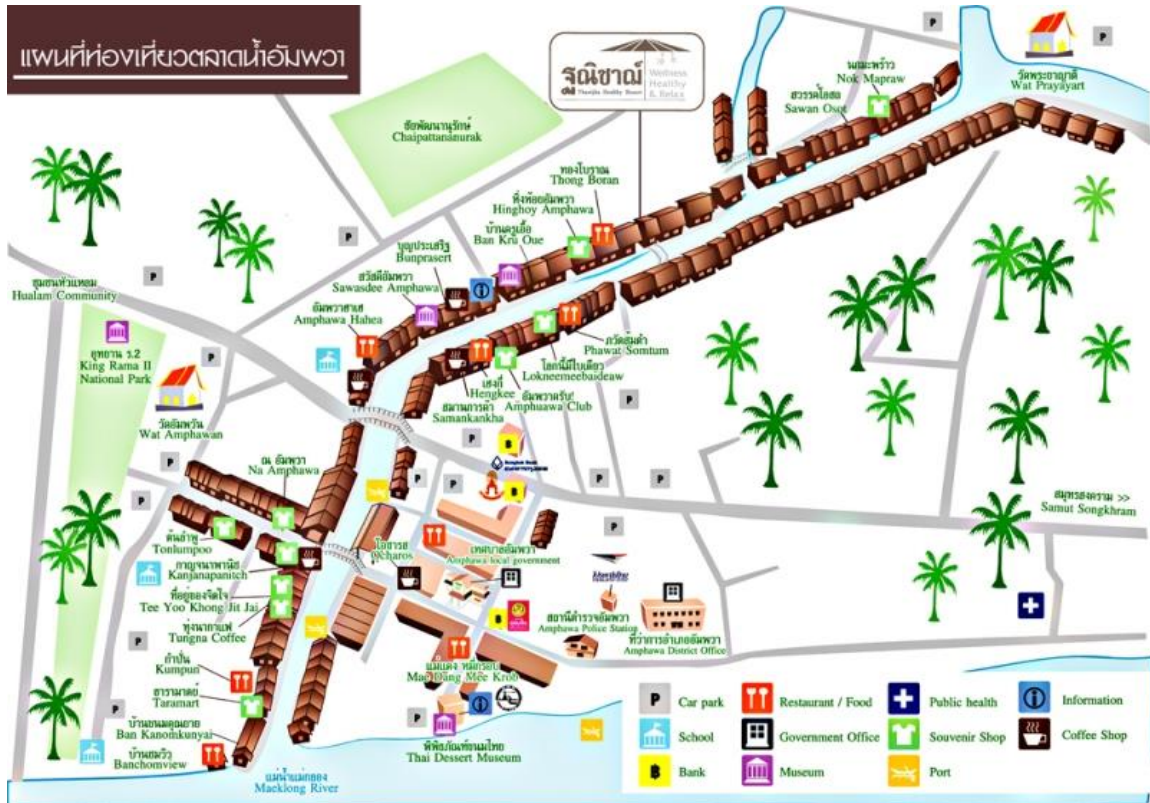 แผนที่ท่องเที่ยวตลาดน้ำอัมพวา
ฐณิชาณ์
Thanicha Healthy Resort
Wellness
Healthy
& Relax
นกมะพร้าว
Nok Mapraw
สวรรค์โอสถ
Sawan Osot
วัดพระยาญาติ
Wat Prayayart
ชัยพัฒนานุรักษ์
Chaipattananurak
ทองโบราณ
Thong Boran
หิ่งห้อยอัมพวา
Hinghoy Amphawa
บ้านครูเอื้อ
Ban Kru Oue
บุญประเสริฐ
Bunprasert
สวัสดีอัมพวา
Sawasdee Amphawa
อัมพวาฮาเฮ
Amphawa Hahea
ชุมชนหัวแหลม
Hualam Community
อุทยาน ร.2
King Rama II
National Park
วัดอัมพวัน
Wat Amphawan
ภวัตส้มตำ
Phawat Somtum
โลกนี้มีใบเดียว
Lokneemeebaideaw
เฮงกี่
Hengkee
อัมพวาครับ!
Amphuawa Club
สมานการค้า
Samankankha
Bangkok Bank
ณ อัมพวา
Na Amphawa
ต้นลำพู
Tonlumpoo
กาญจนาพานิช
Kanjanapanitch
ที่อยู่ของจิตใจ
Tee Yoo Khong Jit Jai
ทุ่งนากาแฟ
Tungna Coffee
กำปั่น
Kumpun
ธารามาตย์
Taramart
บ้านขนมคุณยาย
Ban Kanomkunyai
บ้านชมวิว
Banchomview
โอชารส
Ocharos
เทศบาลอัมพวา
Amphawa local government
สถานีตำรวจอัมพวา
Amphawa Police Station
ที่ว่าการอำเภออัมพวา
Amphawa District Office
แม่แดง หมี่กรอบ
Mae Dang Mee Krob
พิพิธภัณฑ์ขนมไทย
Thai Dessert Museum
แม่น้ำแม่กลอง
Maeklong River
สมุทรสงคราม >>
Samut Songkhram
P Car park
Restaurant / Food
Public health
Information
School
Government Office
Souvenir Shop
Coffee Shop
฿ Bank
Museum
Port